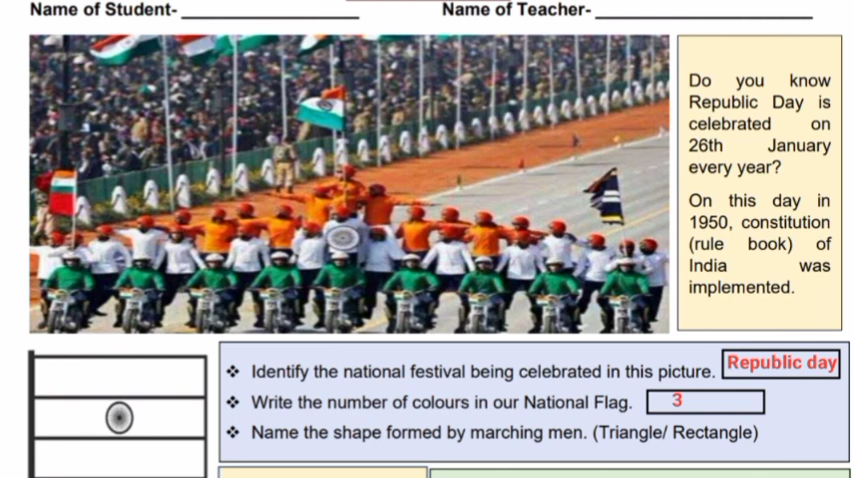 Name of Student- ____________________ Name of Teacher- ________________________
Do you know
Republic Day is
celebrated on
26th January
every year?
On this day in
1950, constitution
(rule book) of
India was
implemented.
❖ Identify the national festival being celebrated in this picture. Republic day
❖ Write the number of colours in our National Flag. 3
❖ Name the shape formed by marching men. (Triangle/ Rectangle)